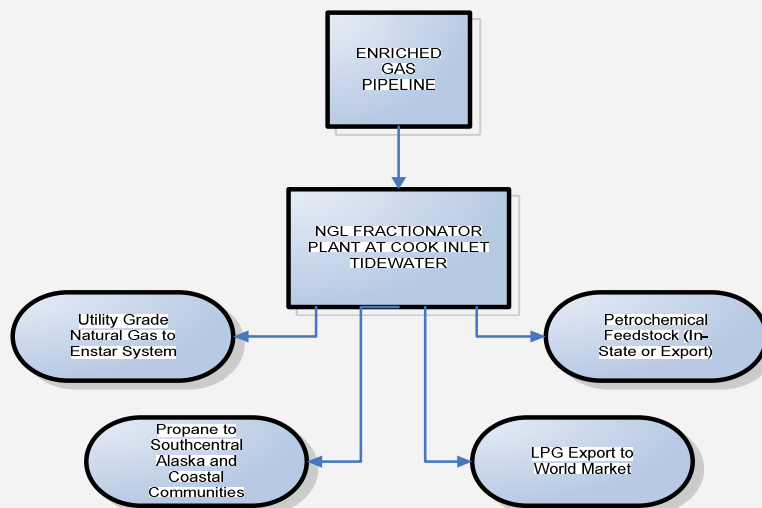 ENRICHED
GAS
PIPELINE
NGL FRACTIONATOR
PLANT AT COOK INLET
TIDEWATER
Utility Grade
Natural Gas to
Enstar System
Petrochemical
Feedstock (In–
State or Export)
Propane to
Southcentral
Alaska and
Coastal
Communities
LPG Export to
World Market